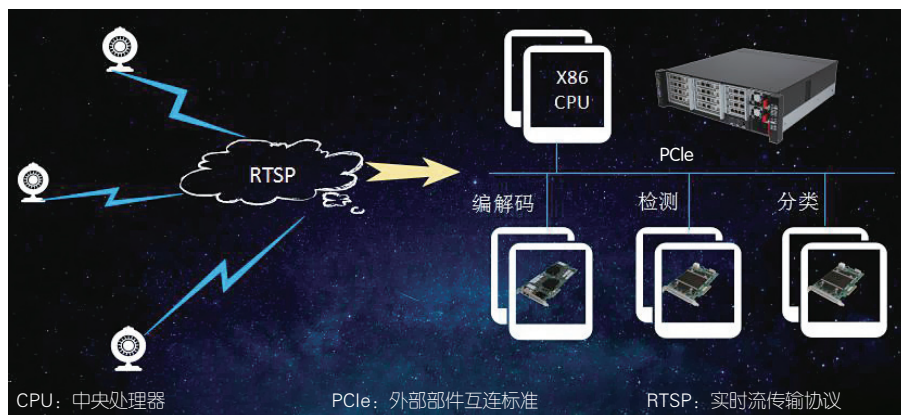 X86
CPU
RTSP
PCIe
编解码
检测
分类
CPU：中央处理器
PCIe：外部部件互连标准
RTSP：实时流传输协议